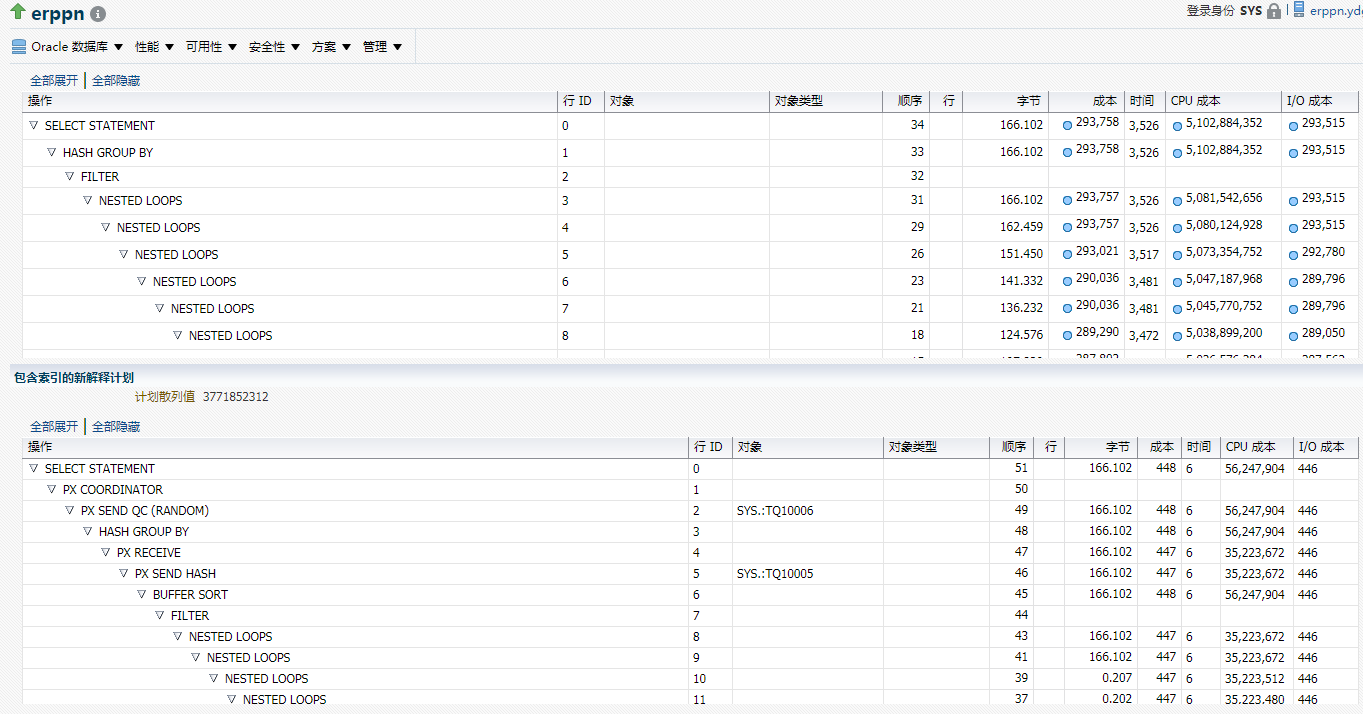 erppn
登录身份 SYS erppn.ydc
Oracle 数据库 性能 可用性 安全性 方案 管理
全部展开 全部隐藏
操作 行 ID 对象 对象类型 顺序 行 字节 成本 时间 CPU 成本 I/O 成本
SELECT STATEMENT 0 34 166.102 293,758 3,526 5,102,884,352 293,515
HASH GROUP BY 1 33 166.102 293,758 3,526 5,102,884,352 293,515
FILTER 2 32
NESTED LOOPS 3 31 166.102 293,757 3,526 5,081,542,656 293,515
NESTED LOOPS 4 29 162.459 293,757 3,526 5,080,124,928 293,515
NESTED LOOPS 5 26 151.450 293,021 3,517 5,073,354,752 292,780
NESTED LOOPS 6 23 141.332 290,036 3,481 5,047,187,968 289,796
NESTED LOOPS 7 21 136.232 290,036 3,481 5,045,770,752 289,796
NESTED LOOPS 8 18 124.576 289,290 3,472 5,038,899,200 289,050
包含索引的新解释计划
计划散列值 3771852312
全部展开 全部隐藏
操作 行 ID 对象 对象类型 顺序 行 字节 成本 时间 CPU 成本 I/O 成本
SELECT STATEMENT 0 51 166.102 448 6 56,247,904 446
PX COORDINATOR 1 50
PX SEND QC (RANDOM) 2 SYS.:TQ10006 49 166.102 448 6 56,247,904 446
HASH GROUP BY 3 48 166.102 448 6 56,247,904 446
PX RECEIVE 4 47 166.102 447 6 35,223,672 446
PX SEND HASH 5 SYS.:TQ10005 46 166.102 447 6 35,223,672 446
BUFFER SORT 6 45 166.102 448 6 56,247,904 446
FILTER 7 44
NESTED LOOPS 8 43 166.102 447 6 35,223,672 446
NESTED LOOPS 9 41 166.102 447 6 35,223,672 446
NESTED LOOPS 10 39 0.207 447 6 35,223,512 446
NESTED LOOPS 11 37 0.202 447 6 35,223,480 446